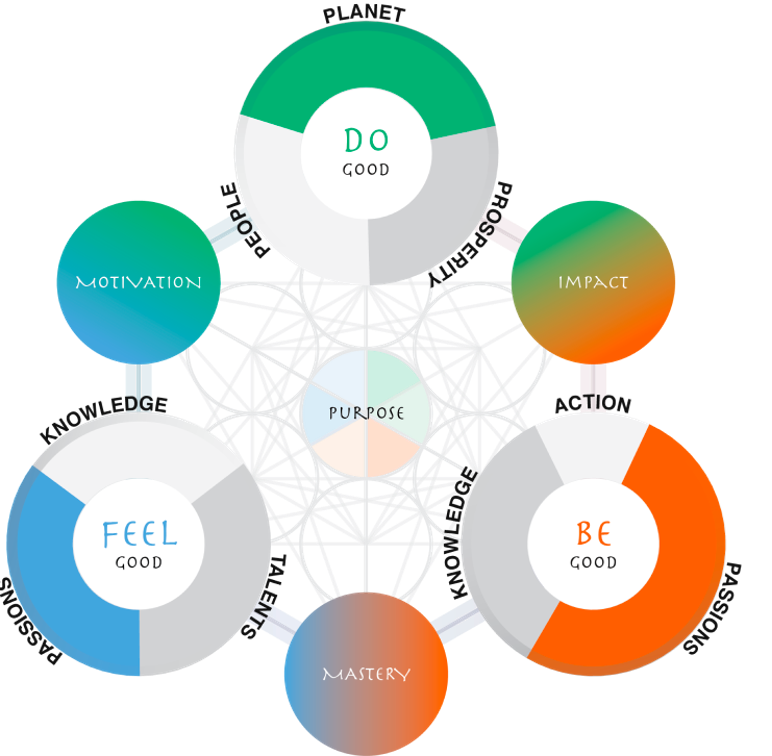 PLANET
DO
GOOD
PEOPLE
PROSPERITY
MOTIVATION
IMPACT
KNOWLEDGE
PURPOSE
ACTION
FEEL
GOOD
PASSIONS
TALENTS
KNOWLEDGE
BE
GOOD
PASSIONS
MASTERY